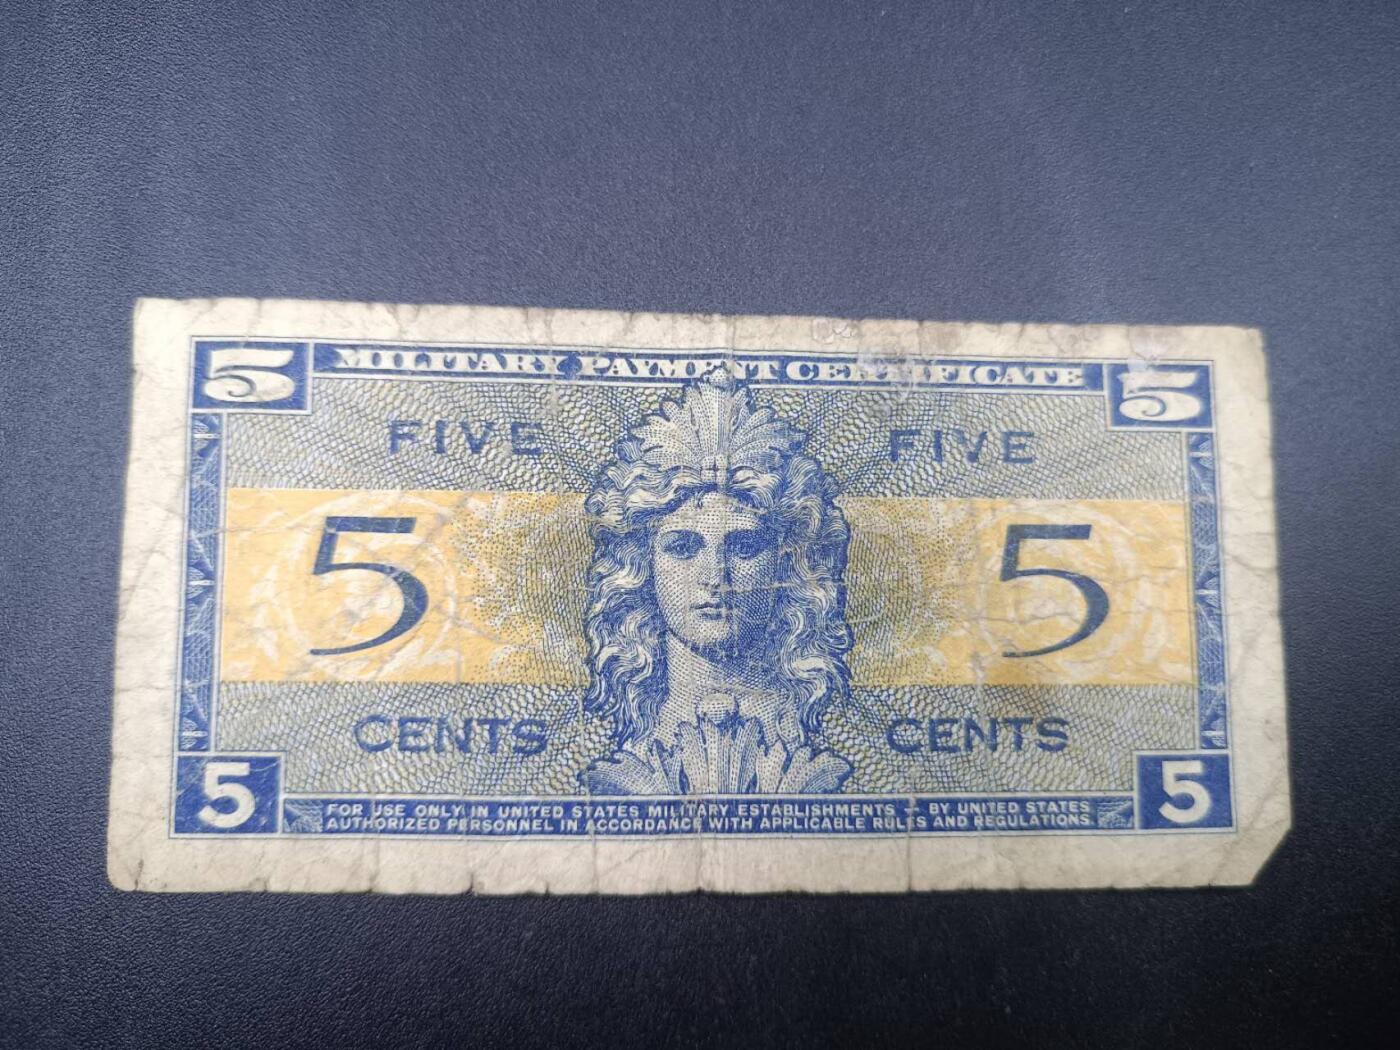 5 MILITARY PAYMENT CERTIFICATE 5
FIVE FIVE
5 5
CENTS CENTS
5 FOR USE ONLY IN UNITED STATES MILITARY ESTABLISHMENTS — BY UNITED STATES 5
AUTHORIZED PERSONNEL IN ACCORDANCE WITH APPLICABLE RULES AND REGULATIONS.